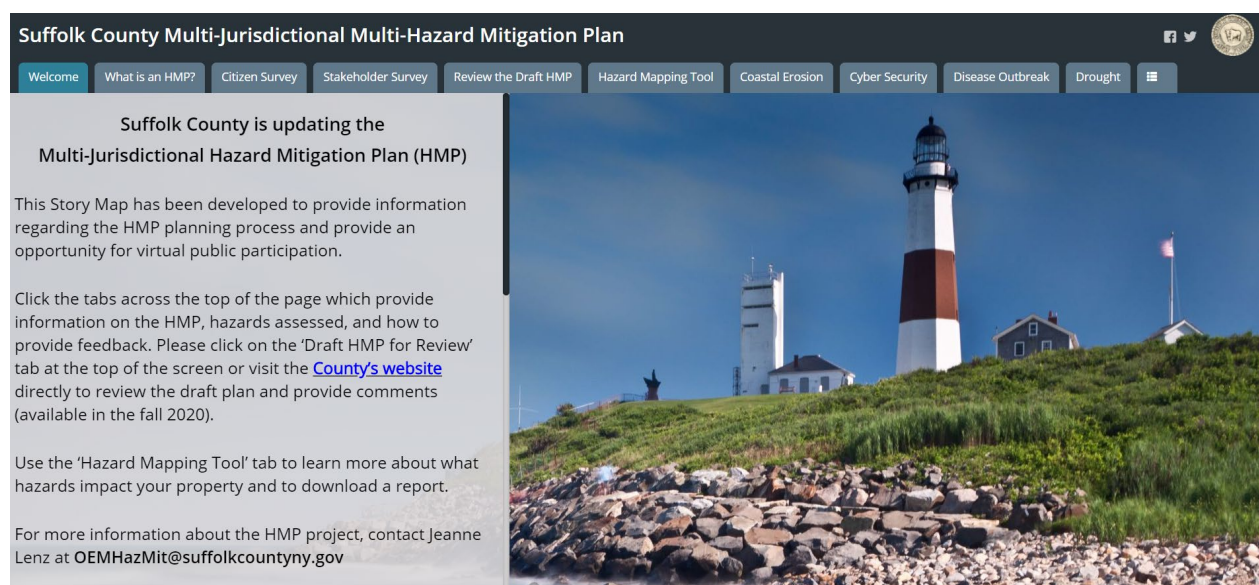 Suffolk County Multi-Jurisdictional Multi-Hazard Mitigation Plan
Welcome
What is an HMP?
Citizen Survey
Stakeholder Survey
Review the Draft HMP
Hazard Mapping Tool
Coastal Erosion
Cyber Security
Disease Outbreak
Drought
Suffolk County is updating the
Multi-Jurisdictional Hazard Mitigation Plan (HMP)
This Story Map has been developed to provide information
regarding the HMP planning process and provide an
opportunity for virtual public participation.
Click the tabs across the top of the page which provide
information on the HMP, hazards assessed, and how to
provide feedback. Please click on the ‘Draft HMP for Review’
tab at the top of the screen or visit the County’s website
directly to review the draft plan and provide comments
(available in the fall 2020).
Use the ‘Hazard Mapping Tool’ tab to learn more about what
hazards impact your property and to download a report.
For more information about the HMP project, contact Jeanne
Lenz at OEMHazMit@suffolkcountyny.gov